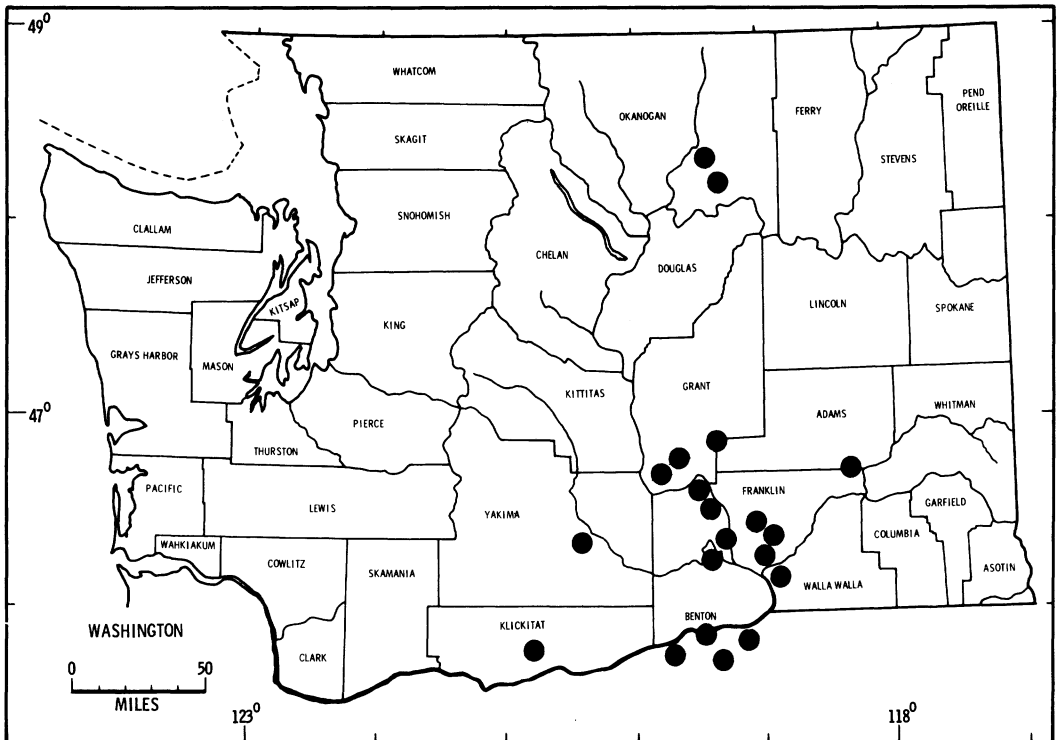 49°
WHATCOM
OKANOGAN
FERRY
PEND
OREILLE
SKAGIT
STEVENS
SNOHOMISH
CLALLAM
CHELAN
DOUGLAS
JEFFERSON
KITSAP
LINCOLN
SPOKANE
KING
GRAYS HARBOR
MASON
KITTITAS
GRANT
47°
PIERCE
ADAMS
WHITMAN
THURSTON
PACIFIC
LEWIS
YAKIMA
FRANKLIN
GARFIELD
COLUMBIA
WAHKIAKUM
COWLITZ
SKAMANIA
WALLA WALLA
ASOTIN
WASHINGTON
KLICKITAT
BENTON
CLARK
0 50
MILES
123° 118°